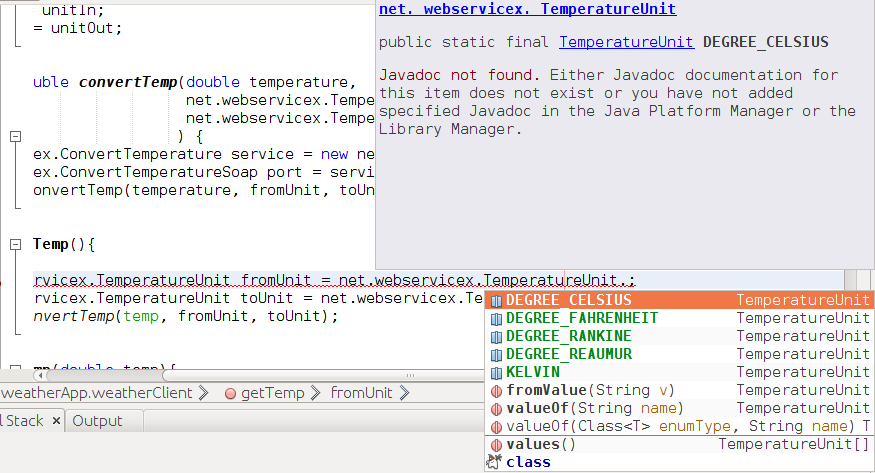 unitIn;
= unitOut;
uble convertTemp(double temperature,
net.webservicex.Tempe
net.webservicex.Tempe
) {
ex.ConvertTemperature service = new ne
ex.ConvertTemperatureSoap port = servi
onvertTemp(temperature, fromUnit, toUn
Temp(){
rvicex.TemperatureUnit fromUnit = net.webservicex.TemperatureUnit.;
rvicex.TemperatureUnit toUnit = net.webservicex.Te
nvertTemp(temp, fromUnit, toUnit);
mp(double temp){
net. webservicex. TemperatureUnit
public static final TemperatureUnit DEGREE_CELSIUS
Javadoc not found. Either Javadoc documentation for
this item does not exist or you have not added
specified Javadoc in the Java Platform Manager or the
Library Manager.
DEGREE_CELSIUS TemperatureUnit
DEGREE_FAHRENHEIT TemperatureUnit
DEGREE_RANKINE TemperatureUnit
DEGREE_REAUMUR TemperatureUnit
KELVIN TemperatureUnit
fromValue(String v) TemperatureUnit
valueOf(String name) TemperatureUnit
valueOf(Class<T> enumType, String name) T
values() TemperatureUnit[]
class
weatherApp.weatherClient getTemp fromUnit
l Stack × Output